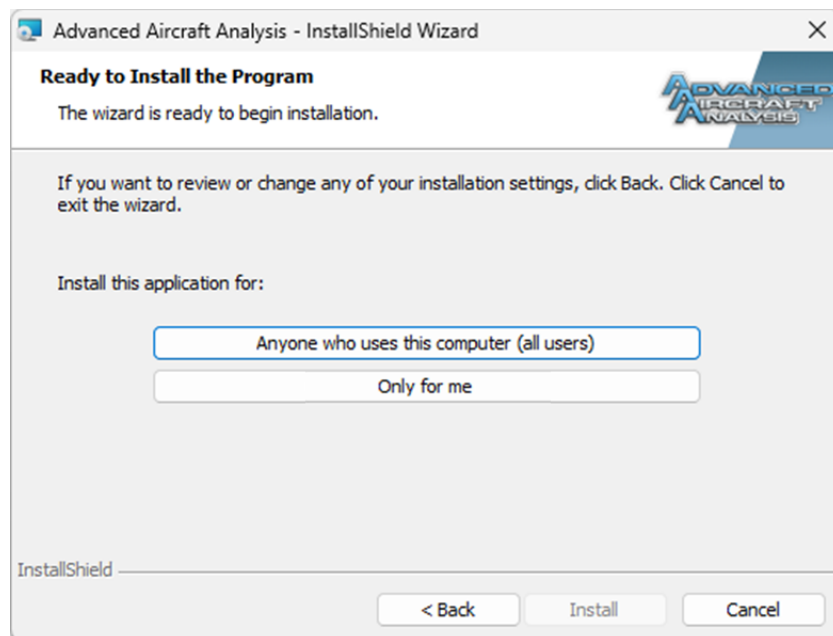 Advanced Aircraft Analysis - InstallShield Wizard
Ready to Install the Program
The wizard is ready to begin installation.
ADVANCED
AIRCRAFT
ANALYSIS
If you want to review or change any of your installation settings, click Back. Click Cancel to
exit the wizard.
Install this application for:
Anyone who uses this computer (all users)
Only for me
InstallShield
< Back
Install
Cancel